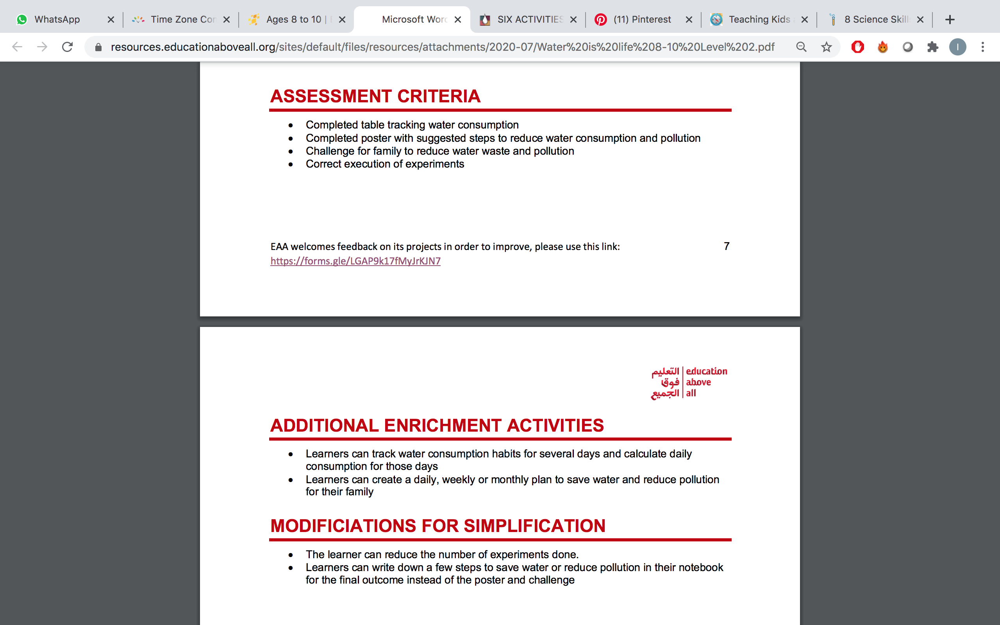 WhatsApp
Time Zone Con
Ages 8 to 10 |
Microsoft Word
SIX ACTIVITIES
(11) Pinterest
Teaching Kids
8 Science Skill
resources.educationaboveall.org/sites/default/files/resources/attachments/2020-07/Water%20is%20life%208-10%20Level%202.pdf
I
ASSESSMENT CRITERIA
• Completed table tracking water consumption
• Completed poster with suggested steps to reduce water consumption and pollution
• Challenge for family to reduce water waste and pollution
• Correct execution of experiments
EAA welcomes feedback on its projects in order to improve, please use this link: 7
https://forms.gle/LGAP9k17fMyJrKJN7
التعليم education
فوق above
الجميع all
ADDITIONAL ENRICHMENT ACTIVITIES
• Learners can track water consumption habits for several days and calculate daily
consumption for those days
• Learners can create a daily, weekly or monthly plan to save water and reduce pollution
for their family
MODIFICIATIONS FOR SIMPLIFICATION
• The learner can reduce the number of experiments done.
• Learners can write down a few steps to save water or reduce pollution in their notebook
for the final outcome instead of the poster and challenge